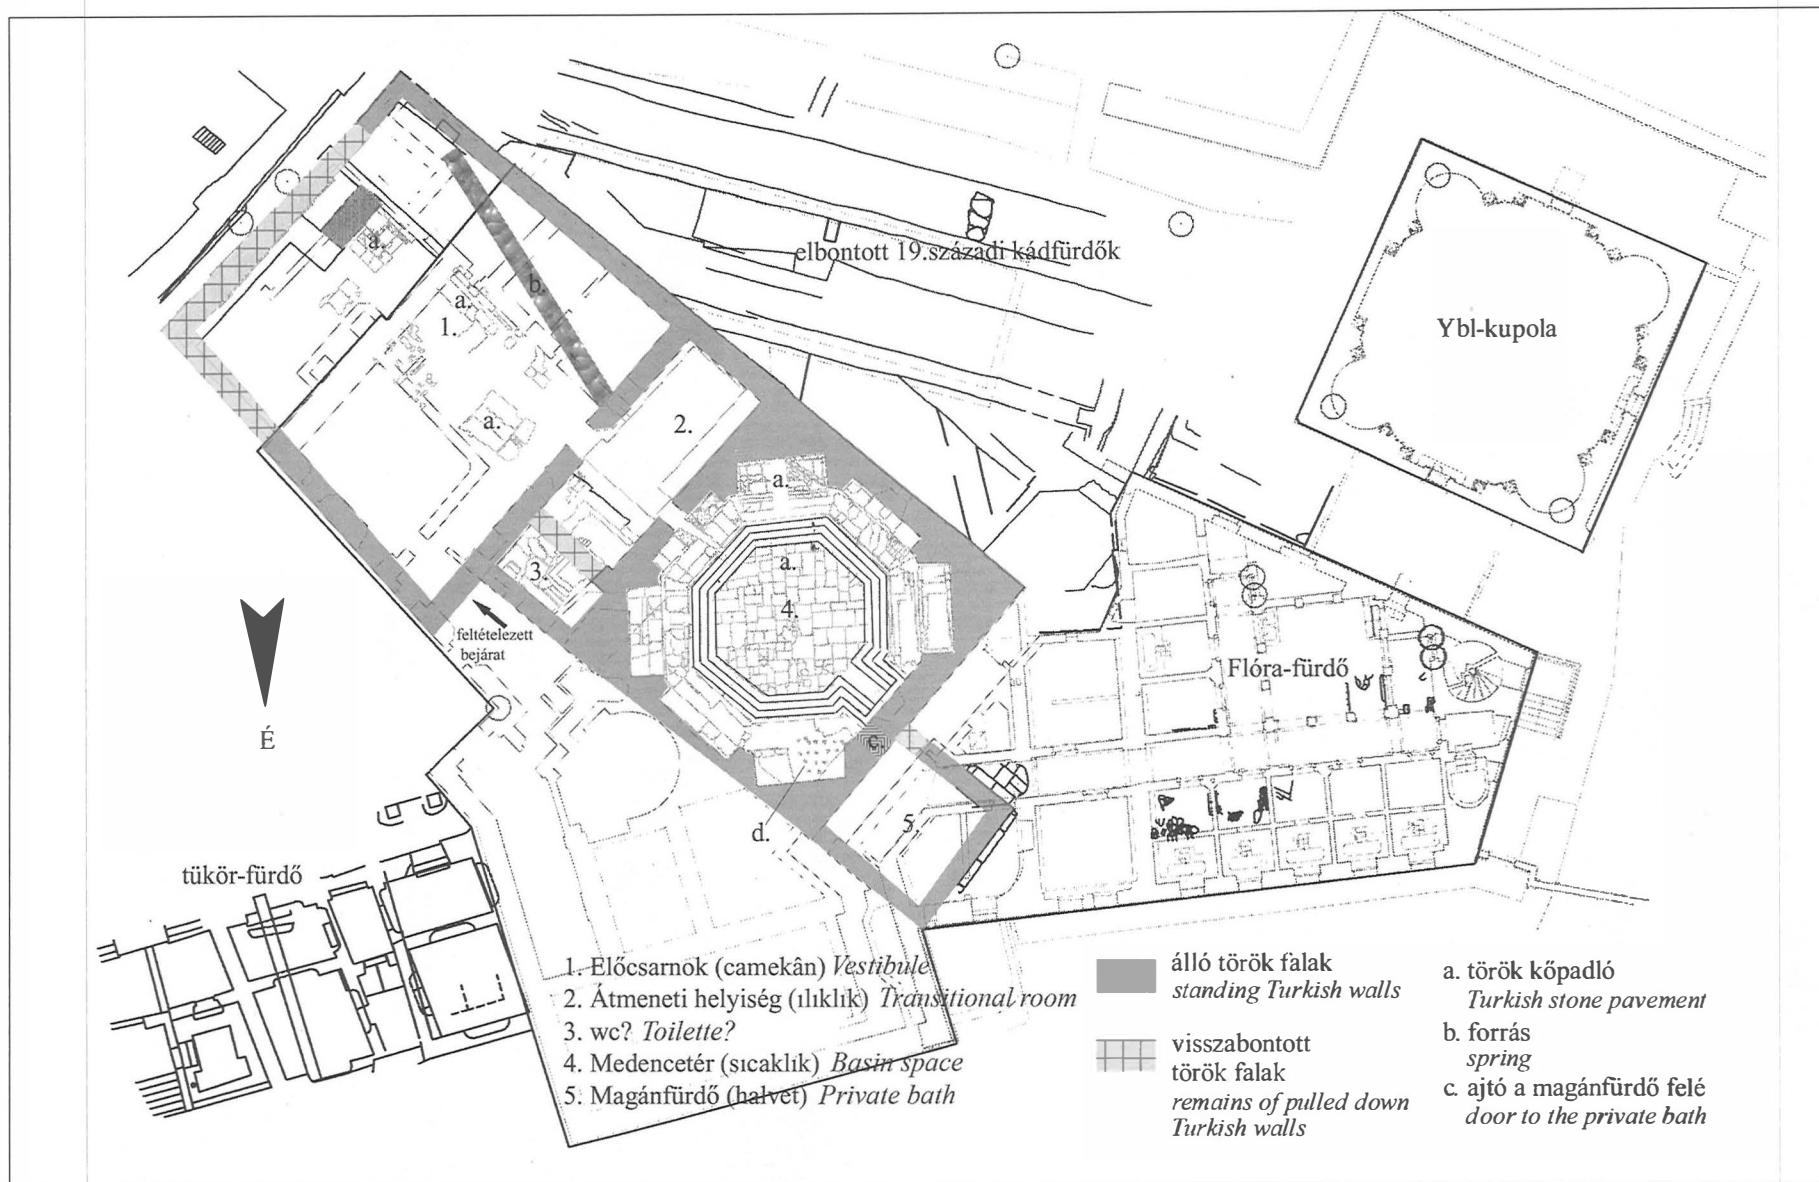 elbontott 19.századi kádfürdők
Ybl-kupola
a.
b.
a.
1.
a.
2.
a.
a.
3.
4.
feltételezett
bejárat
Flóra-fürdő
É
c.
d.
5
tükör-fürdő
1. Előcsarnok (camekân) Vestibule
2. Átmeneti helyiség (ılıklık) Transitional room
3. wc? Toilette?
4. Medencetér (sıcaklık) Basin space
5. Magánfürdő (halvet) Private bath
álló török falak
standing Turkish walls
visszabontott
török falak
remains of pulled down
Turkish walls
a. török kőpadló
Turkish stone pavement
b. forrás
spring
c. ajtó a magánfürdő felé
door to the private bath